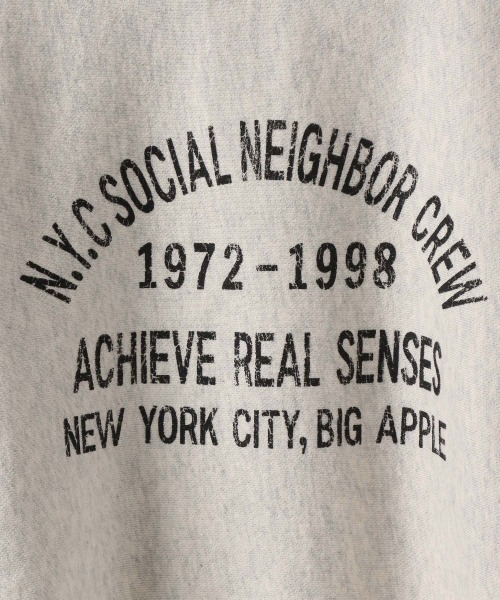 N.Y.C SOCIAL NEIGHBOR CREW
1972-1998
ACHIEVE REAL SENSES
NEW YORK CITY, BIG APPLE